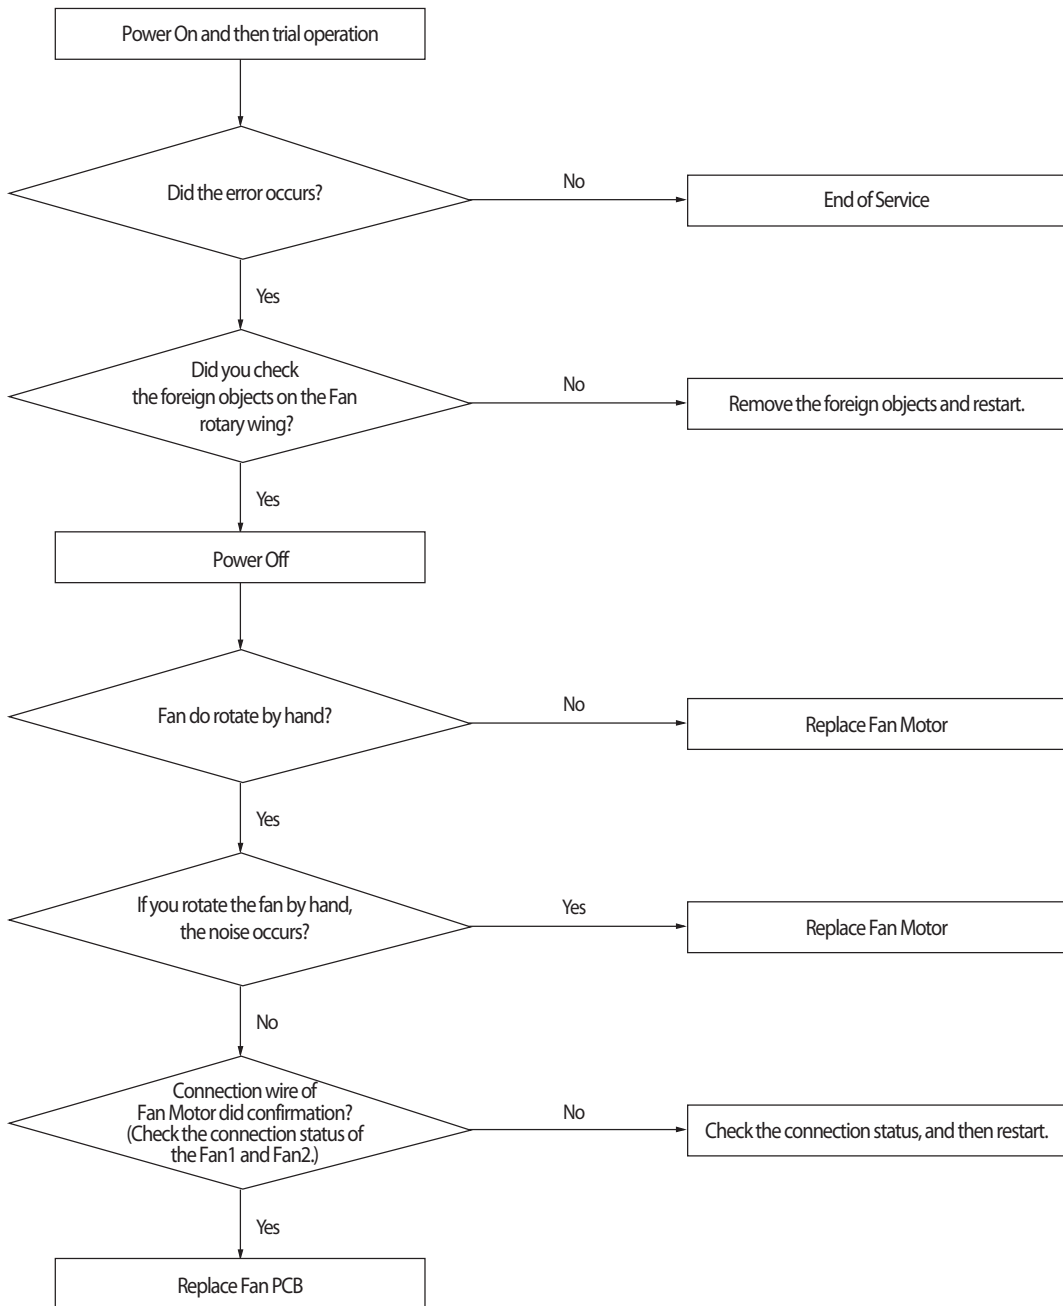 Power On and then trial operation
Did the error occurs?
No
End of Service
Yes
Did you check
the foreign objects on the Fan
rotary wing?
No
Remove the foreign objects and restart.
Yes
Power Off
Fan do rotate by hand?
No
Replace Fan Motor
Yes
If you rotate the fan by hand,
the noise occurs?
Yes
Replace Fan Motor
No
Connection wire of
Fan Motor did confirmation?
(Check the connection status of
the Fan1 and Fan2.)
No
Check the connection status, and then restart.
Yes
Replace Fan PCB